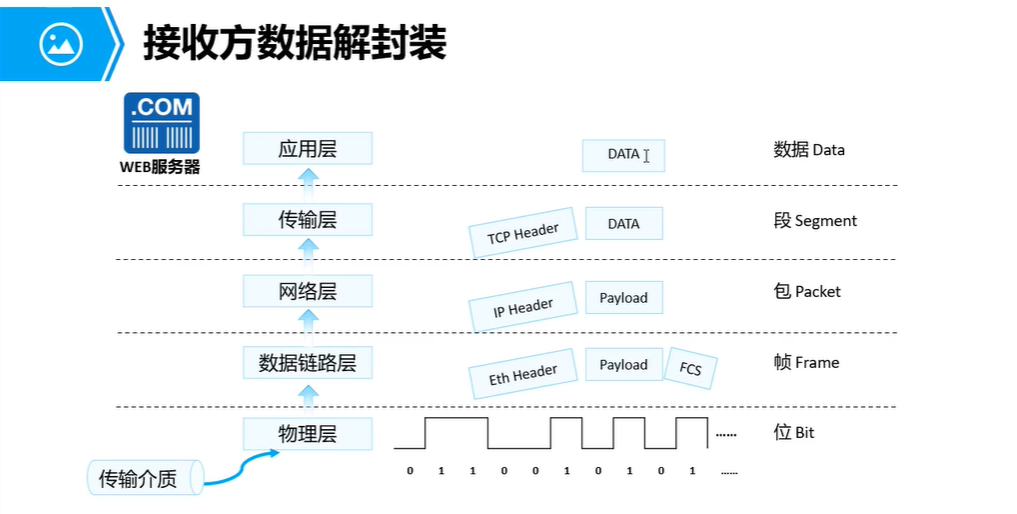 接收方数据解封装
.COM
WEB服务器
应用层
DATA
数据 Data
传输层
TCP Header
DATA
段 Segment
网络层
IP Header
Payload
包 Packet
数据链路层
Eth Header
Payload
FCS
帧 Frame
物理层
......
位 Bit
传输介质
0 1 1 0 0 1 0 1 0 1 ......